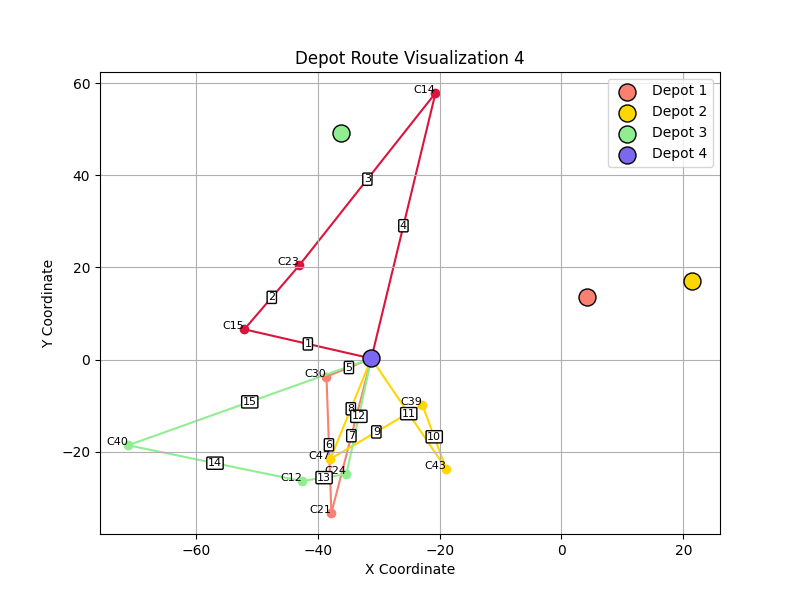 Depot Route Visualization 4
60
40
20
0
−20
Y Coordinate
−60
−40
−20
0
20
X Coordinate
Depot 1
Depot 2
Depot 3
Depot 4
C14
3
4
C23
2
C15
1
C30
5
15
8
12
C39
11
7
9
10
C40
6
C47
14
C43
C24
C12
13
C21